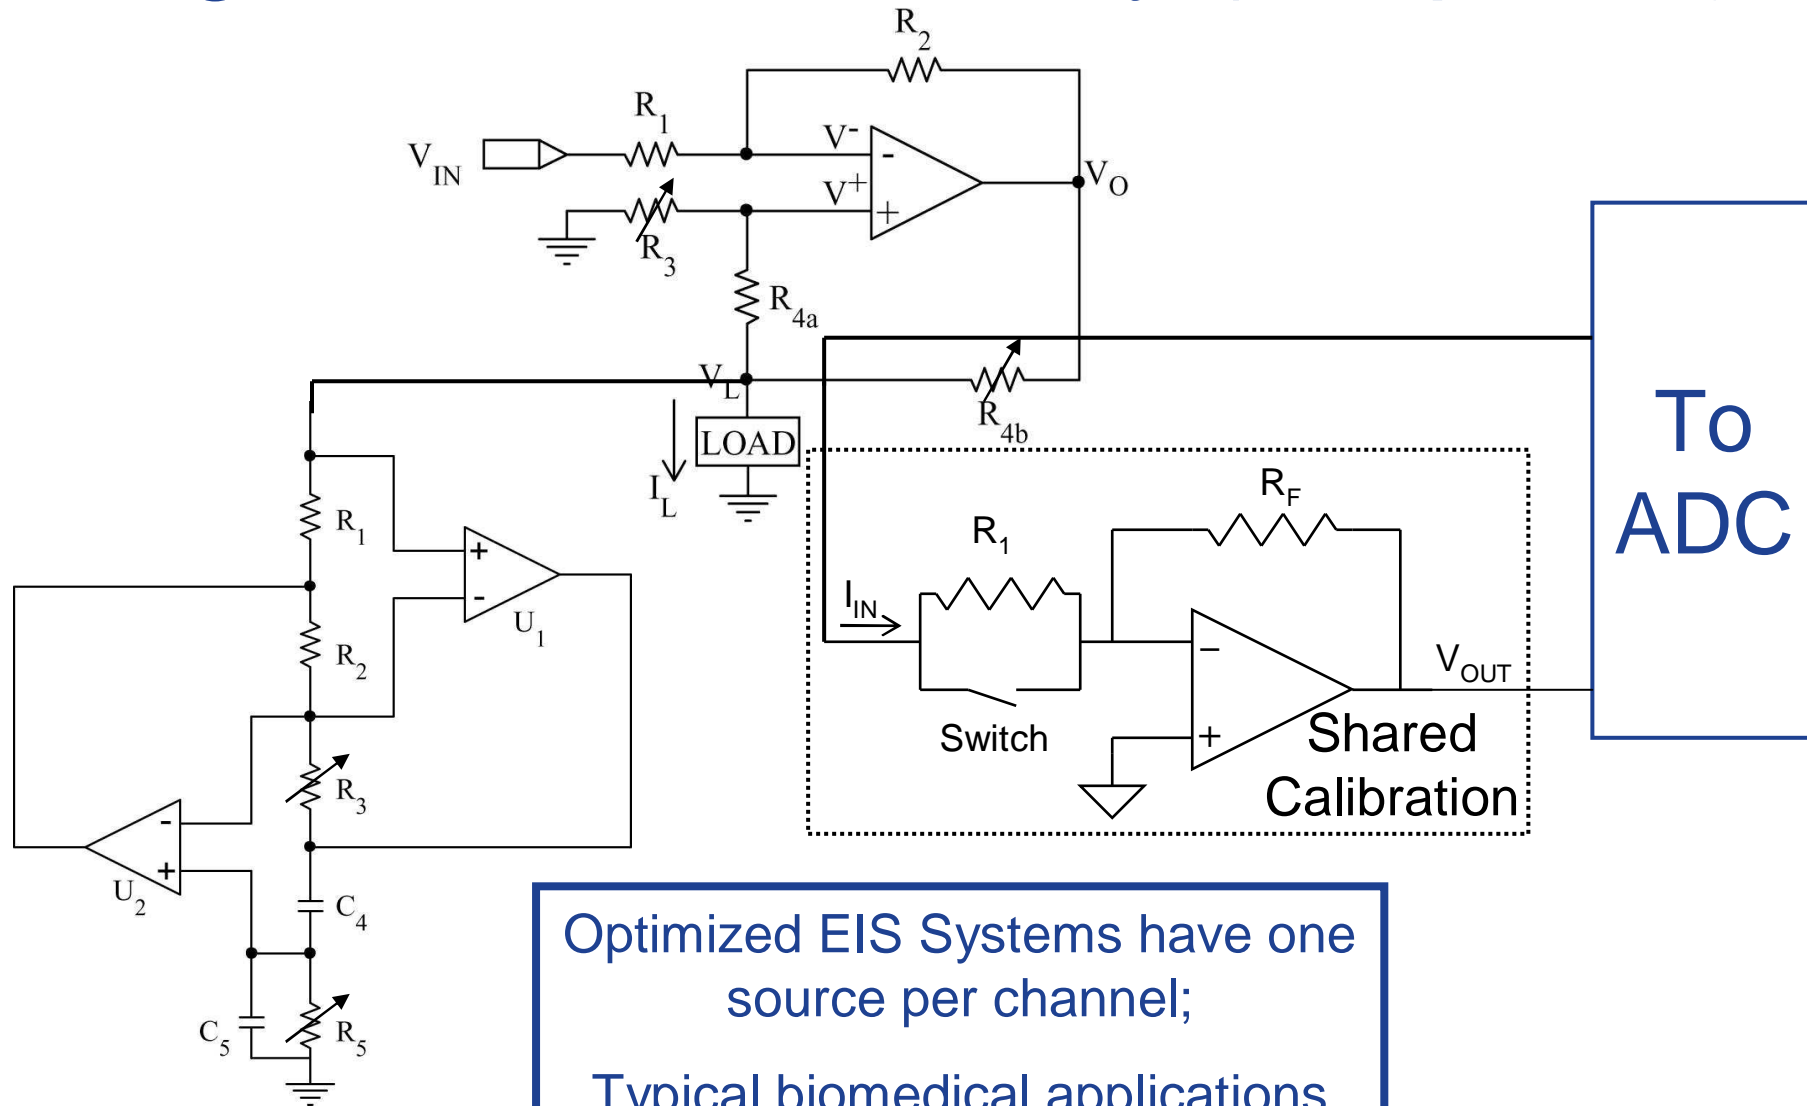 R2
R1
VIN
V-
V+
VO
R3
R4a
VL
R4b
LOAD
IL
To
ADC
RF
R1
R1
IIN
U1
VOUT
R2
Switch
Shared
Calibration
R3
U2
C4
Optimized EIS Systems have one
source per channel;
C5
R5
Typical biomedical applications